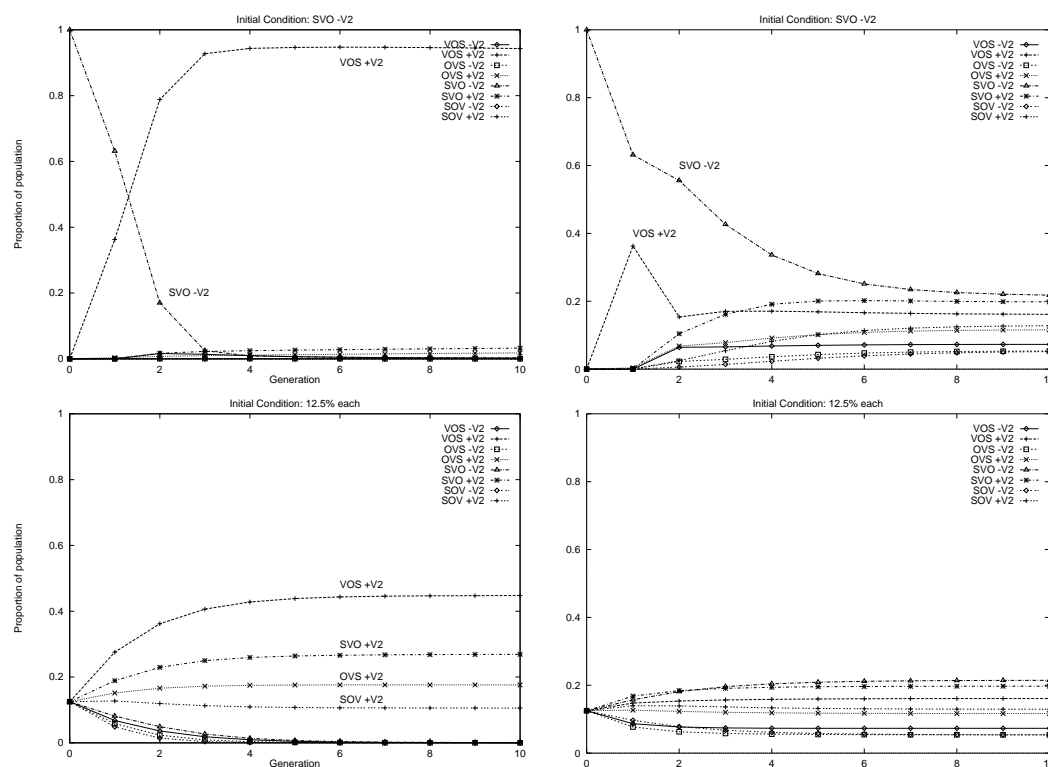 Initial Condition: SVO -V2
Proportion of population
1
0.8
0.6
0.4
0.2
0
0 2 4 6 8 10
Generation
VOS -V2
VOS +V2
OVS -V2
OVS +V2
SVO -V2
SVO +V2
SOV -V2
SOV +V2
VOS +V2
SVO -V2
Initial Condition: SVO -V2
1
0.8
0.6
0.4
0.2
0
0 2 4 6 8 1
VOS -V2
VOS +V2
OVS -V2
OVS +V2
SVO -V2
SVO +V2
SOV -V2
SOV +V2
SVO -V2
VOS +V2
Initial Condition: 12.5% each
Proportion of population
1
0.8
0.6
0.4
0.2
0
0 2 4 6 8 10
Generation
VOS -V2
VOS +V2
OVS -V2
OVS +V2
SVO -V2
SVO +V2
SOV -V2
SOV +V2
VOS +V2
SVO +V2
OVS +V2
SOV +V2
Initial Condition: 12.5% each
1
0.8
0.6
0.4
0.2
0
0 2 4 6 8 1
VOS -V2
VOS +V2
OVS -V2
OVS +V2
SVO -V2
SVO +V2
SOV -V2
SOV +V2